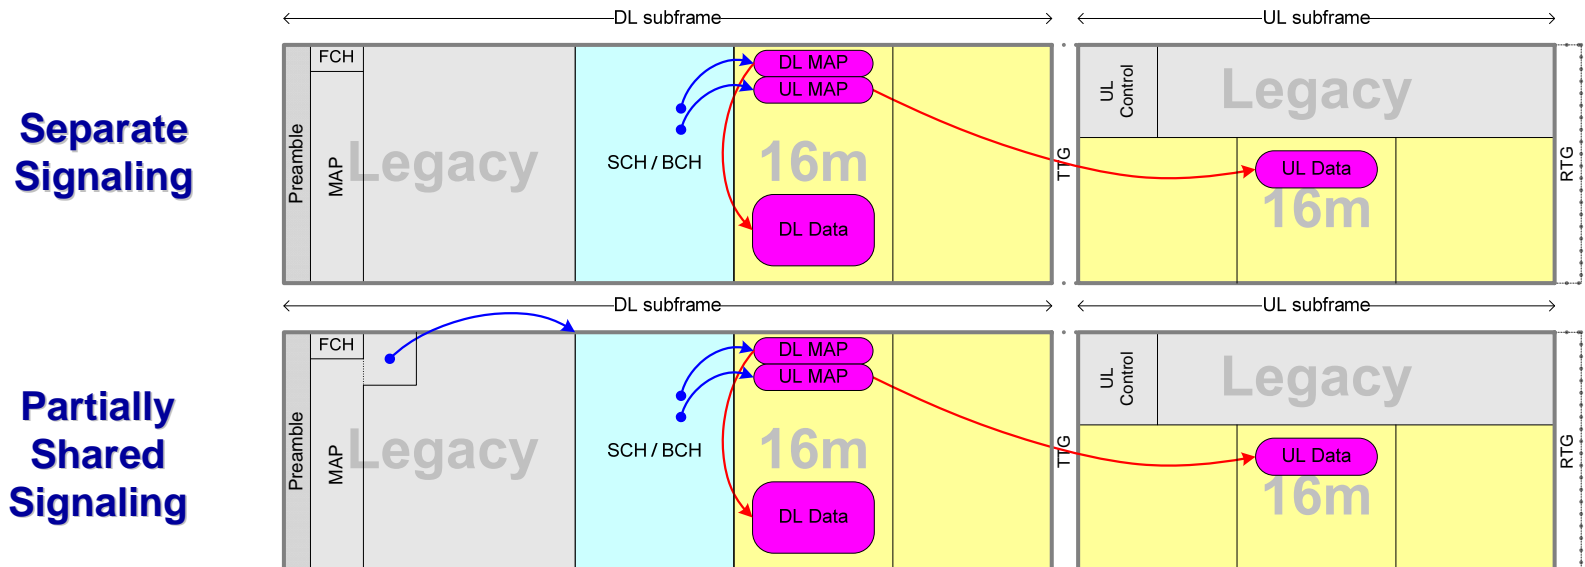 Separate
Signaling
DL subframe
UL subframe
Preamble
FCH
MAP
Legacy
SCH / BCH
DL MAP
UL MAP
16m
DL Data
TTG
UL
Control
Legacy
UL Data
16m
RTG
Partially
Shared
Signaling
DL subframe
UL subframe
Preamble
FCH
MAP
Legacy
SCH / BCH
DL MAP
UL MAP
16m
DL Data
TTG
UL
Control
Legacy
UL Data
16m
RTG